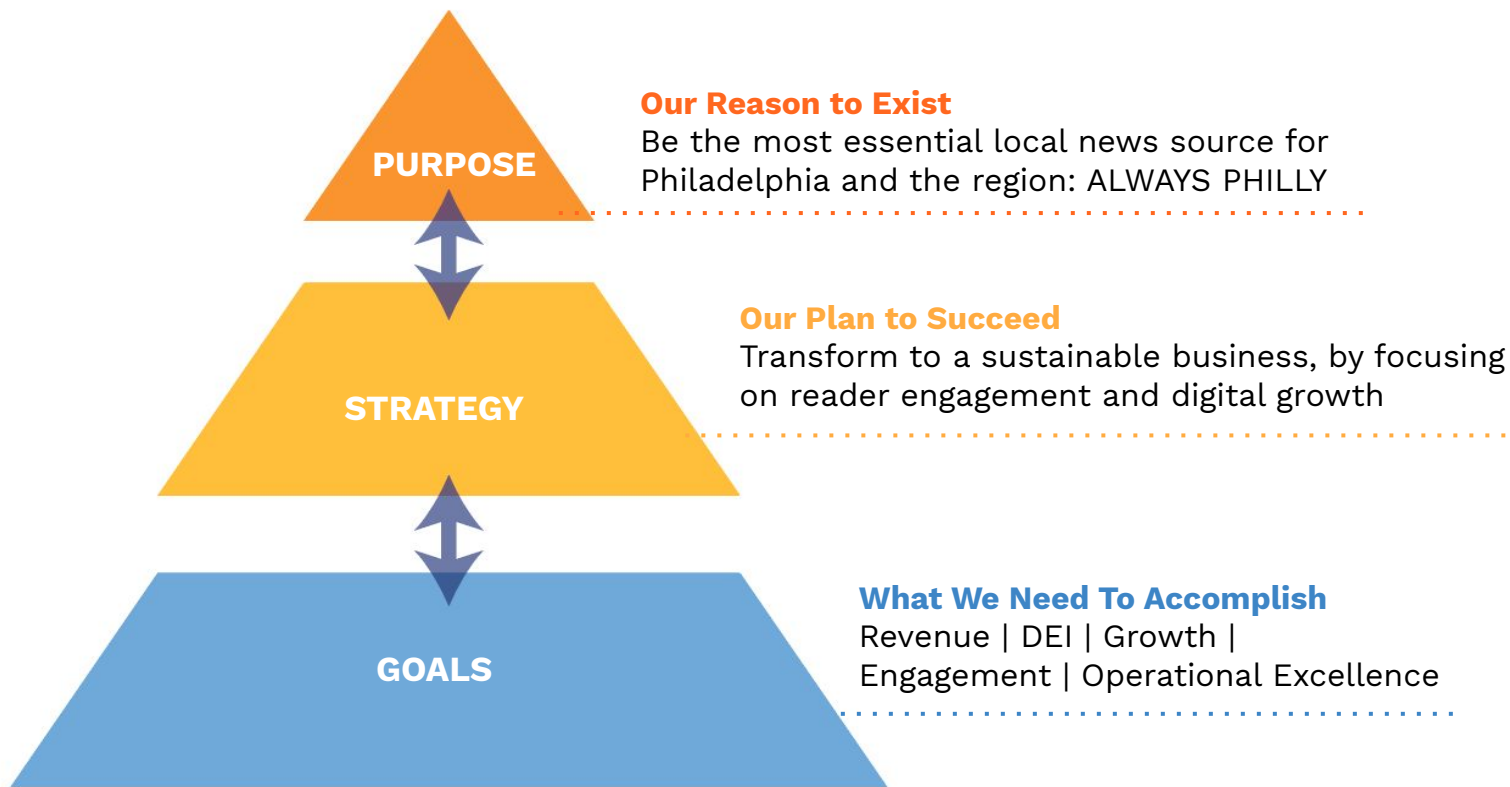 PURPOSE
Our Reason to Exist
Be the most essential local news source for
Philadelphia and the region: ALWAYS PHILLY
STRATEGY
Our Plan to Succeed
Transform to a sustainable business, by focusing
on reader engagement and digital growth
GOALS
What We Need To Accomplish
Revenue | DEI | Growth |
Engagement | Operational Excellence